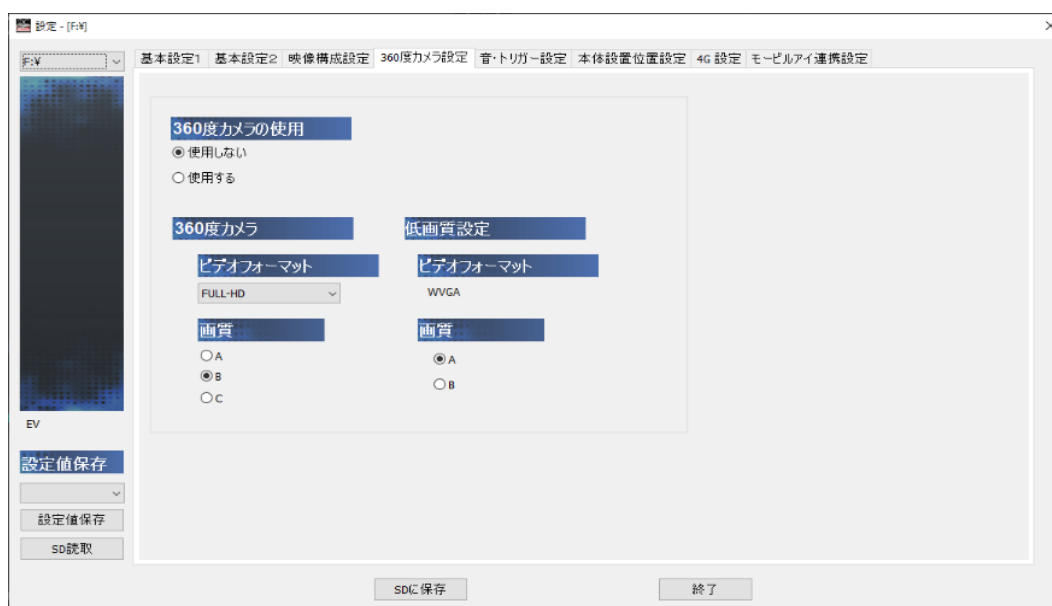 設定 - [F:¥]
F:¥
基本設定1 基本設定2 映像構成設定 360度カメラ設定 音・トリガー設定 本体設置位置設定 4G 設定 モービルアイ連携設定
360度カメラの使用
使用しない
使用する
360度カメラ
ビデオフォーマット
FULL-HD
画質
A
B
C
低画質設定
ビデオフォーマット
WVGA
画質
A
B
EV
設定値保存
設定値保存
SD読取
SDに保存 終了